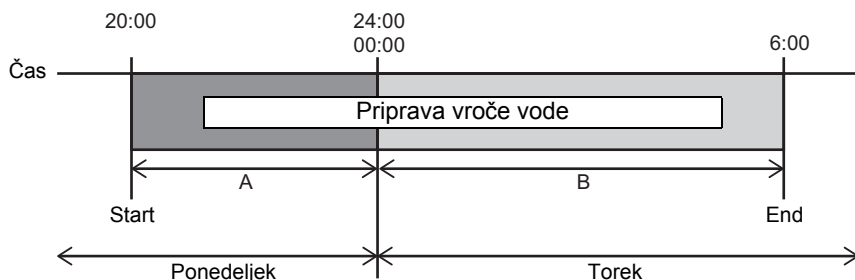 20:00
24:00
00:00
6:00
Čas
Priprava vroče vode
A
B
Start
End
Ponedeljek
Torek